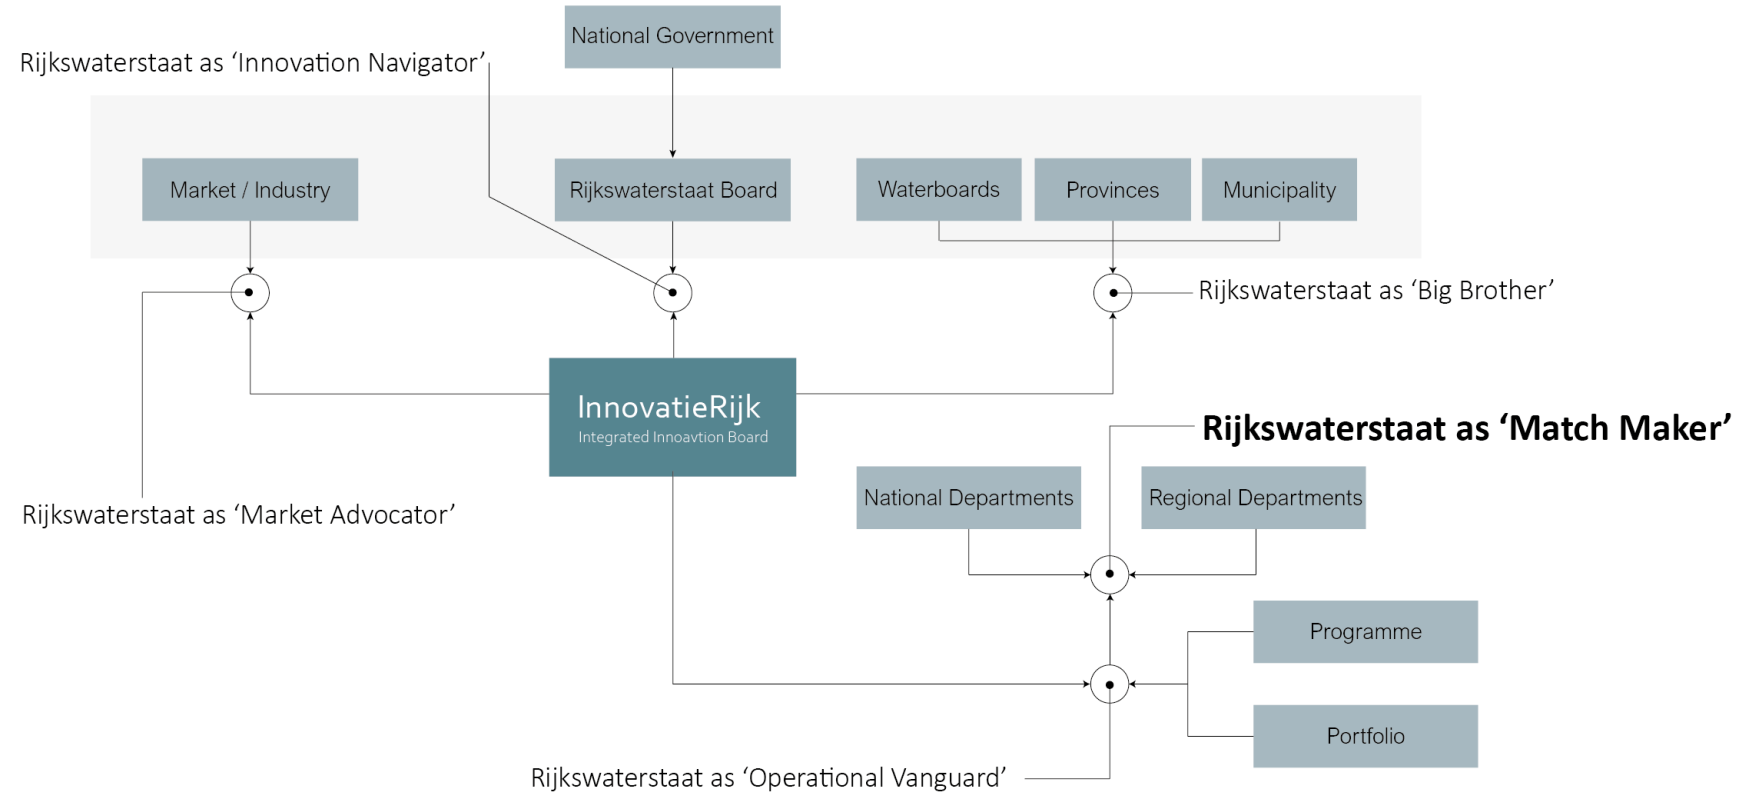 National Government
Rijkswaterstaat as ‘Innovation Navigator’
Market / Industry
Rijkswaterstaat Board
Waterboards
Provinces
Municipality
Rijkswaterstaat as ‘Big Brother’
InnovatieRijk
Integrated Innoavtion Board
Rijkswaterstaat as ‘Match Maker’
National Departments
Regional Departments
Rijkswaterstaat as ‘Market Advocator’
Programme
Portfolio
Rijkswaterstaat as ‘Operational Vanguard’